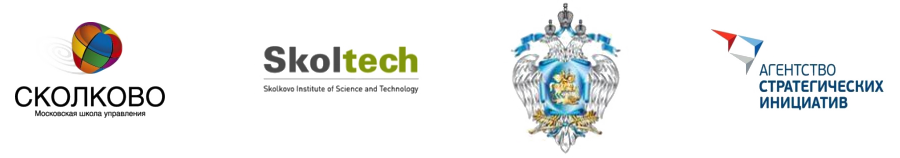 СКОЛКОВО
Московская школа управления
Skoltech
Skolkovo Institute of Science and Technology
АГЕНТСТВО
СТРАТЕГИЧЕСКИХ
ИНИЦИАТИВ